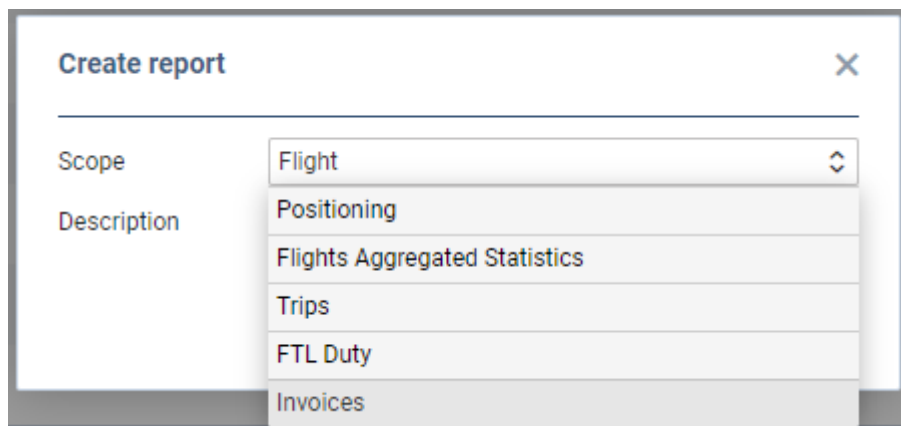 Create report
Scope
Flight
Description
Positioning
Flights Aggregated Statistics
Trips
FTL Duty
Invoices